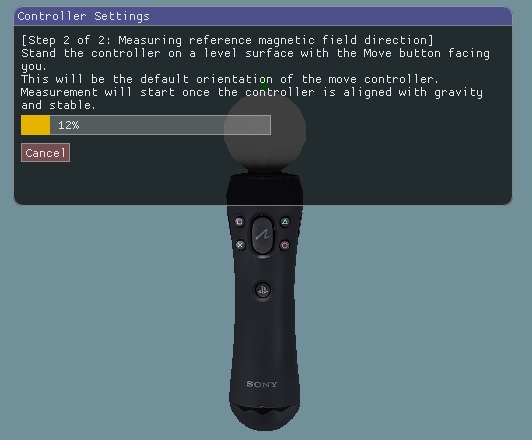 Controller Settings
[Step 2 of 2: Measuring reference magnetic field direction]
Stand the controller on a level surface with the Move button facing
you.
This will be the default orientation of the move controller.
Measurement will start once the controller is aligned with gravity
and stable.
12%
Cancel
SONY